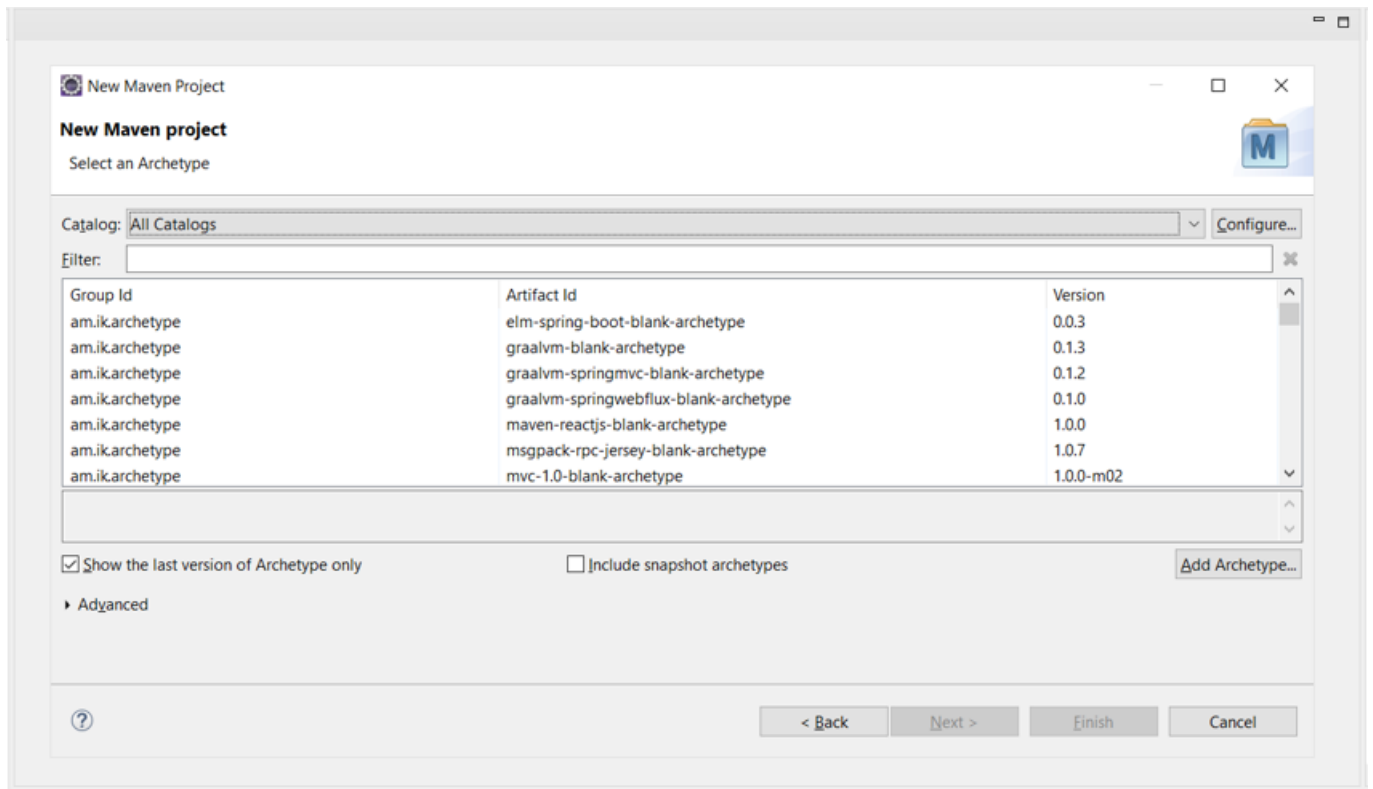 New Maven Project
New Maven project
Select an Archetype
M
Catalog: All Catalogs Configure...
Filter:
Group Id Artifact Id Version
am.ik.archetype elm-spring-boot-blank-archetype 0.0.3
am.ik.archetype graalvm-blank-archetype 0.1.3
am.ik.archetype graalvm-springmvc-blank-archetype 0.1.2
am.ik.archetype graalvm-springwebflux-blank-archetype 0.1.0
am.ik.archetype maven-reactjs-blank-archetype 1.0.0
am.ik.archetype msgpack-rpc-jersey-blank-archetype 1.0.7
am.ik.archetype mvc-1.0-blank-archetype 1.0.0-m02
Show the last version of Archetype only Include snapshot archetypes Add Archetype...
Advanced
? < Back Next > Finish Cancel